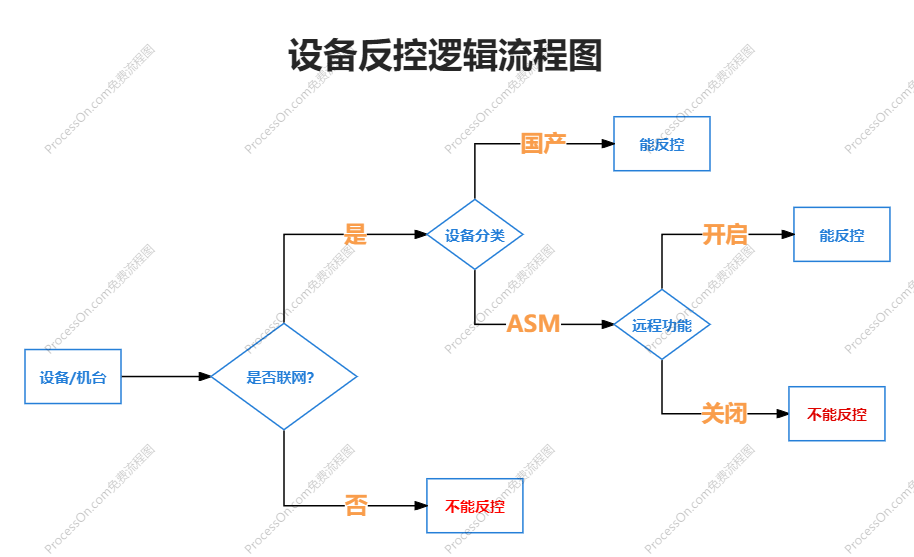 设备反控逻辑流程图
国产
能反控
是
设备分类
开启
能反控
ASM
远程功能
设备/机台
是否联网?
关闭
不能反控
否
不能反控
ProcessOn.com免费流程图